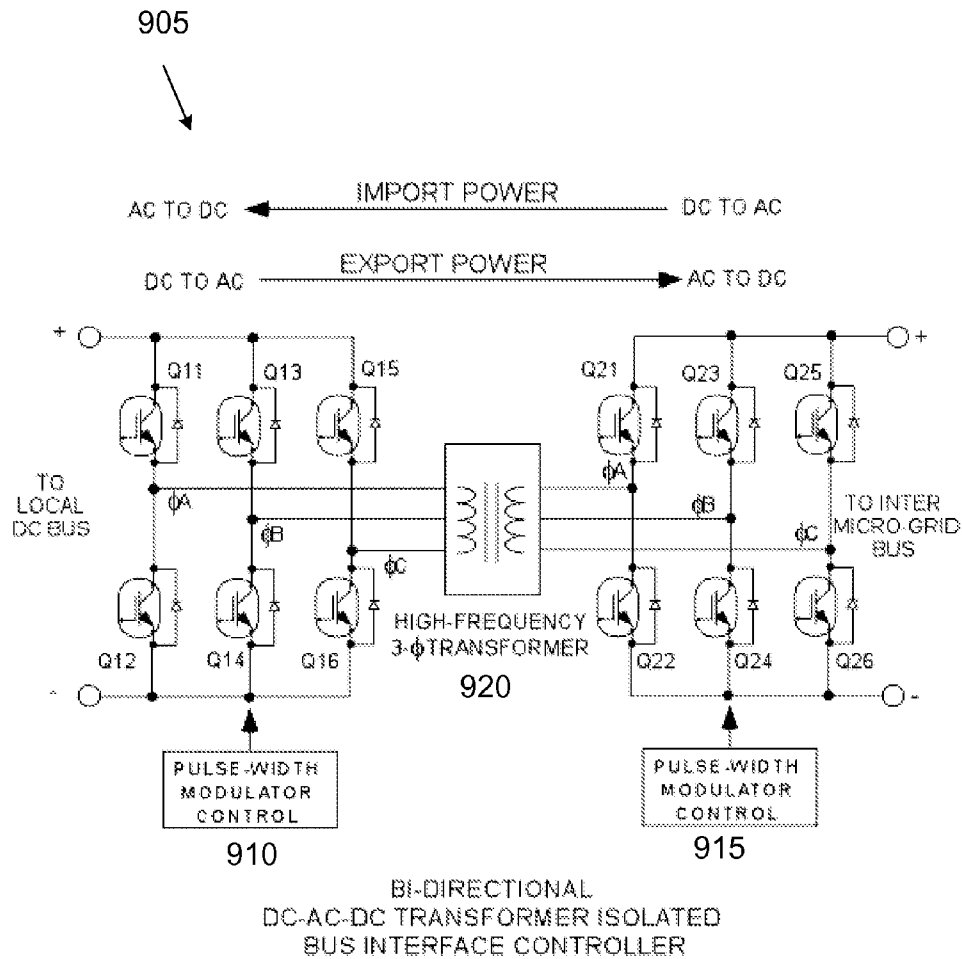 905
IMPORT POWER
AC TO DC
DC TO AC
EXPORT POWER
DC TO AC
AC TO DC
+
+
Q11
Q13
Q15
Q21
Q23
Q25
TO
LOCAL
DC BUS
ϕA
ϕB
ϕC
ϕA
ϕB
ϕC
TO INTER
MICRO-GRID
BUS
HIGH-FREQUENCY
3-ϕ TRANSFORMER
920
Q12
Q14
Q16
Q22
Q24
Q26
-
-
PULSE-WIDTH
MODULATOR
CONTROL
910
PULSE-WIDTH
MODULATOR
CONTROL
915
BI-DIRECTIONAL
DC-AC-DC TRANSFORMER ISOLATED
BUS INTERFACE CONTROLLER